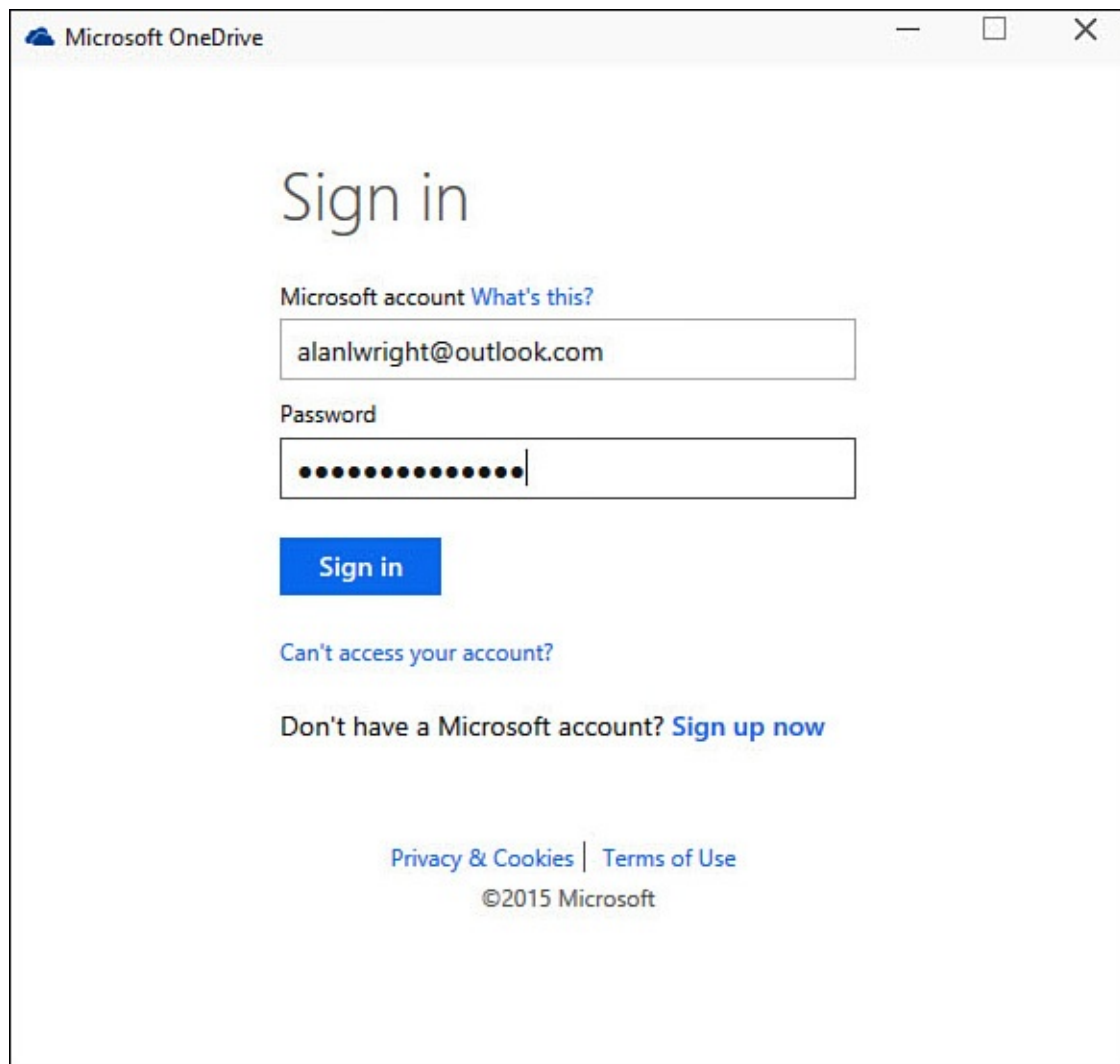 Microsoft OneDrive
Sign in
Microsoft account What's this?
alanlwright@outlook.com
Password
●●●●●●●●●●●●●●
Sign in
Can't access your account?
Don't have a Microsoft account? Sign up now
Privacy & Cookies | Terms of Use
©2015 Microsoft